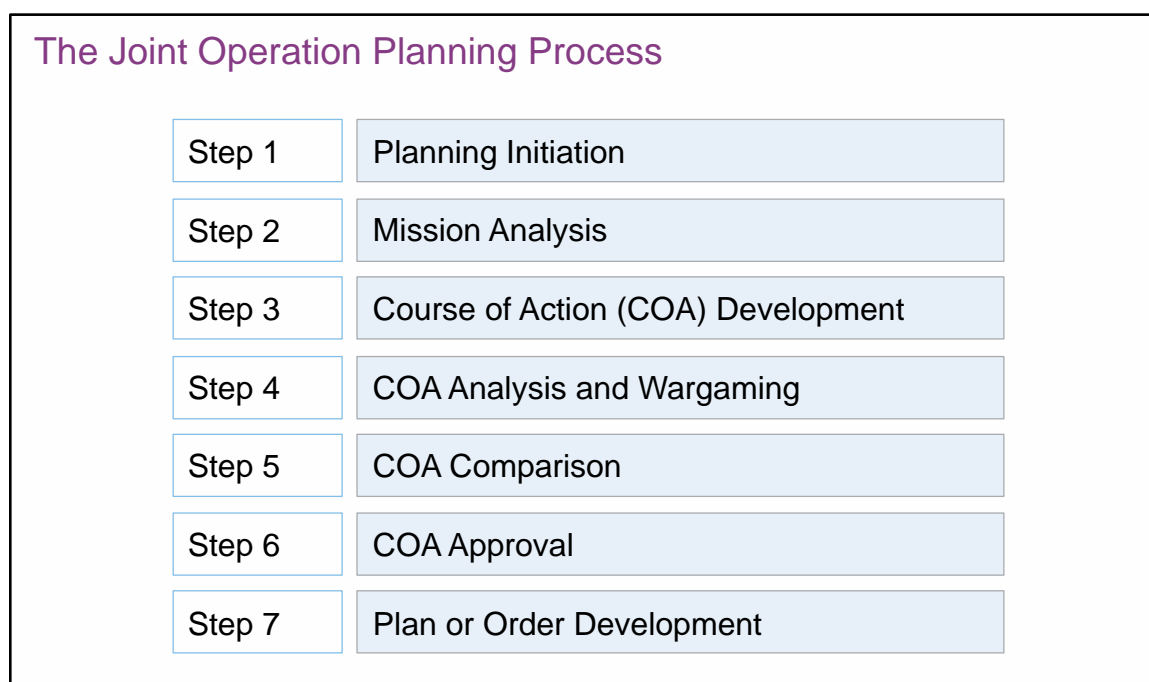 The Joint Operation Planning Process
Step 1 Planning Initiation
Step 2 Mission Analysis
Step 3 Course of Action (COA) Development
Step 4 COA Analysis and Wargaming
Step 5 COA Comparison
Step 6 COA Approval
Step 7 Plan or Order Development